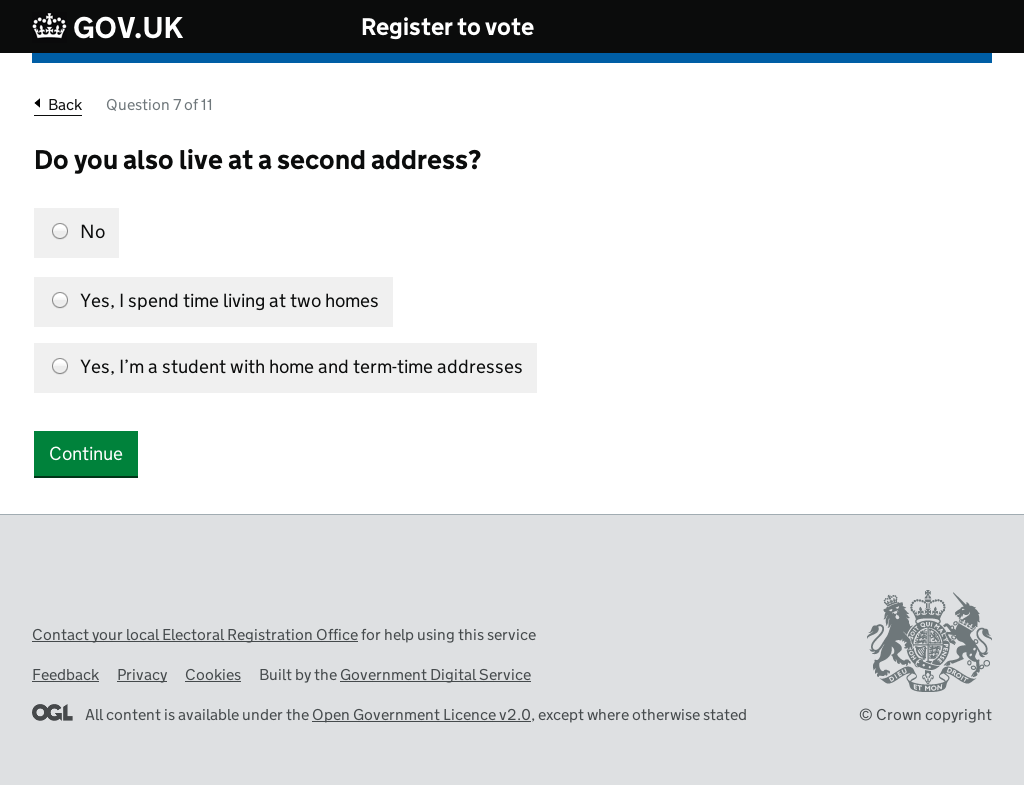 GOV.UK Register to vote
Back Question 7 of 11
Do you also live at a second address?
No
Yes, I spend time living at two homes
Yes, I’m a student with home and term-time addresses
Continue
Contact your local Electoral Registration Office for help using this service
Feedback Privacy Cookies Built by the Government Digital Service
OGL All content is available under the Open Government Licence v2.0, except where otherwise stated
DIEU ET MON DROIT
© Crown copyright